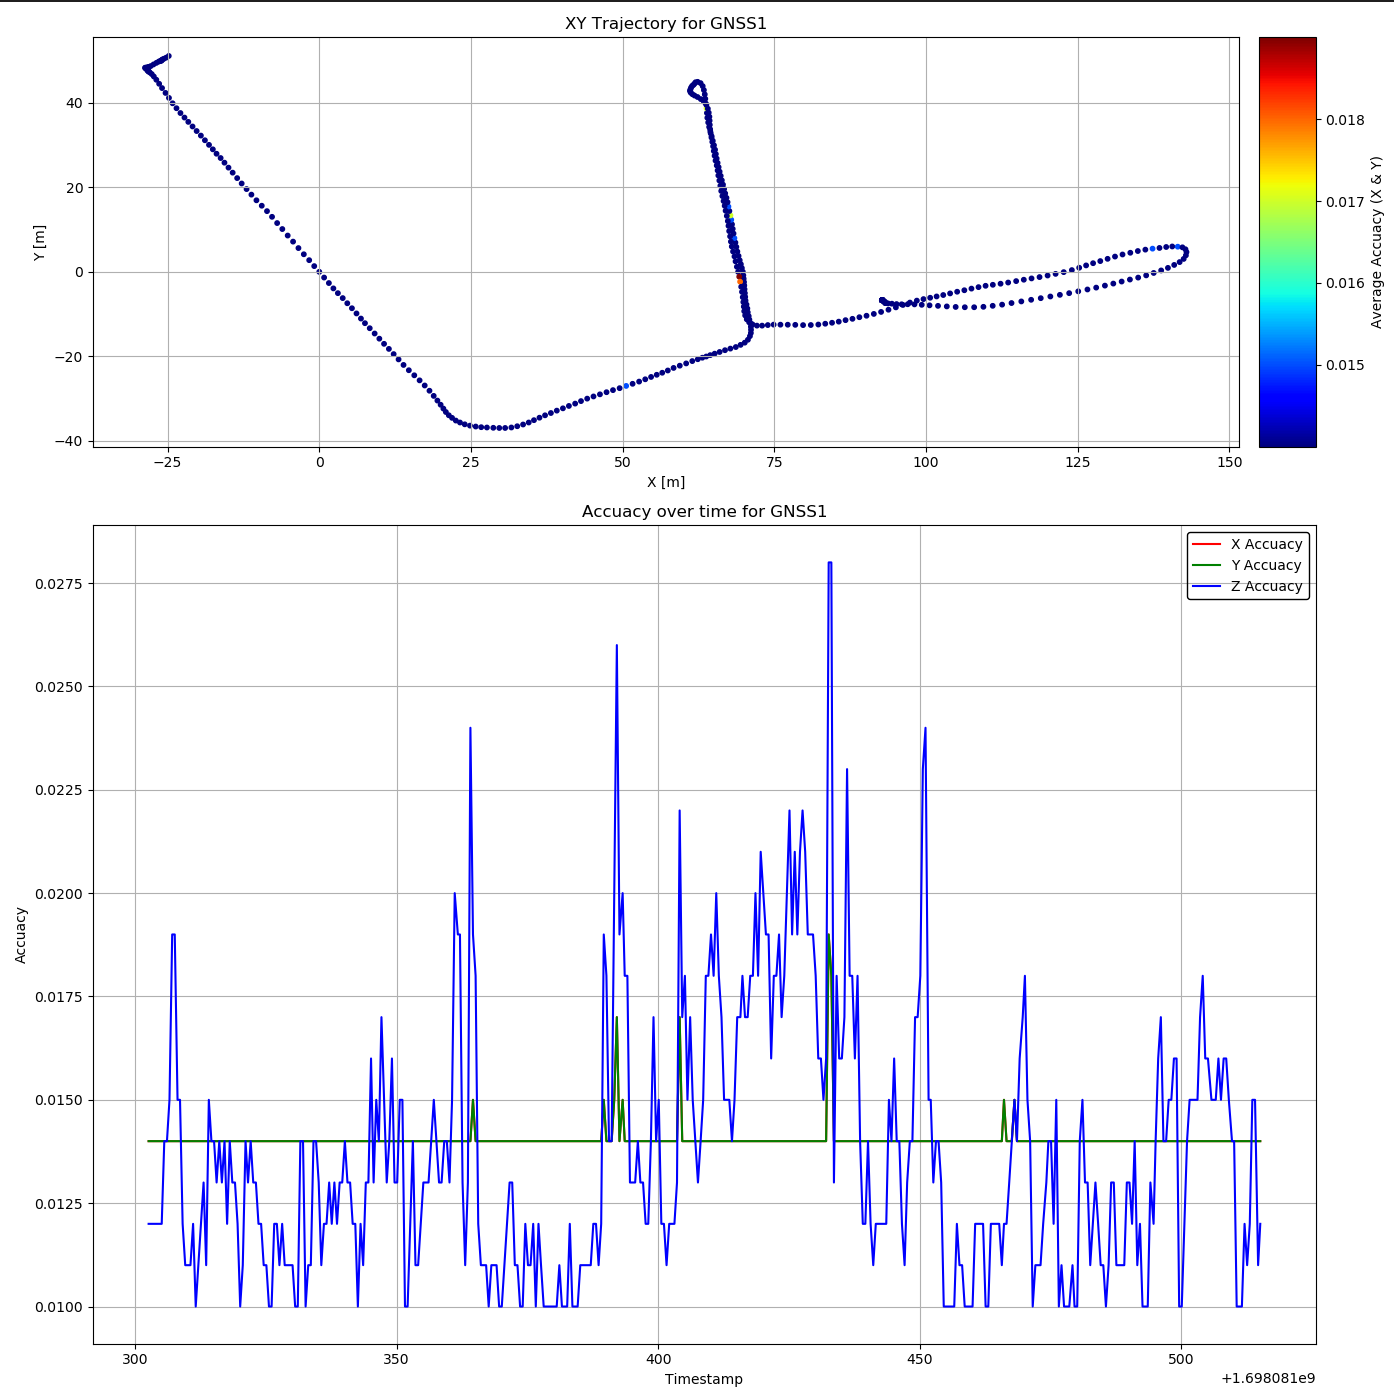 XY Trajectory for GNSS1
40
20
0
−20
−40
Y [m]
−25
0
25
50
75
100
125
150
X [m]
0.018
0.017
0.016
0.015
Average Accuacy (X & Y)
Accuacy over time for GNSS1
X Accuacy
Y Accuacy
Z Accuacy
0.0275
0.0250
0.0225
0.0200
0.0175
0.0150
0.0125
0.0100
Accuacy
300
350
400
450
500
Timestamp
+1.698081e9